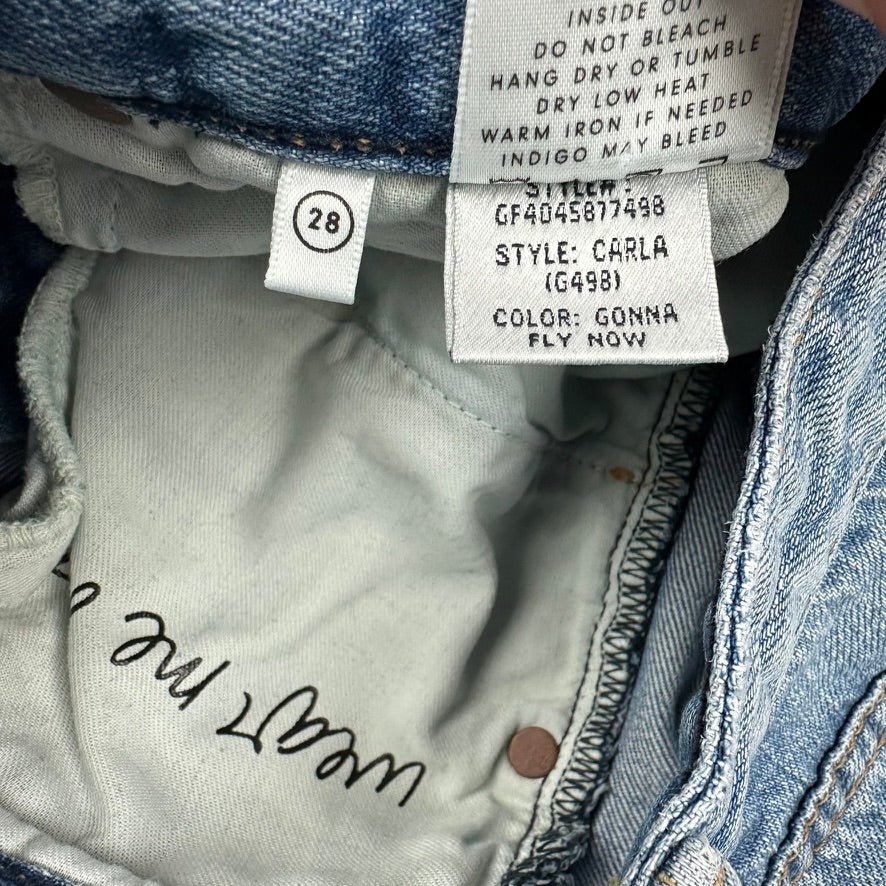 INSIDE OUT
DO NOT BLEACH
HANG DRY OR TUMBLE
DRY LOW HEAT
WARM IRON IF NEEDED
INDIGO MAY BLEED
STYLE# :
GF4045877498
STYLE: CARLA
(G498)
COLOR: GONNA
FLY NOW
28
wear me